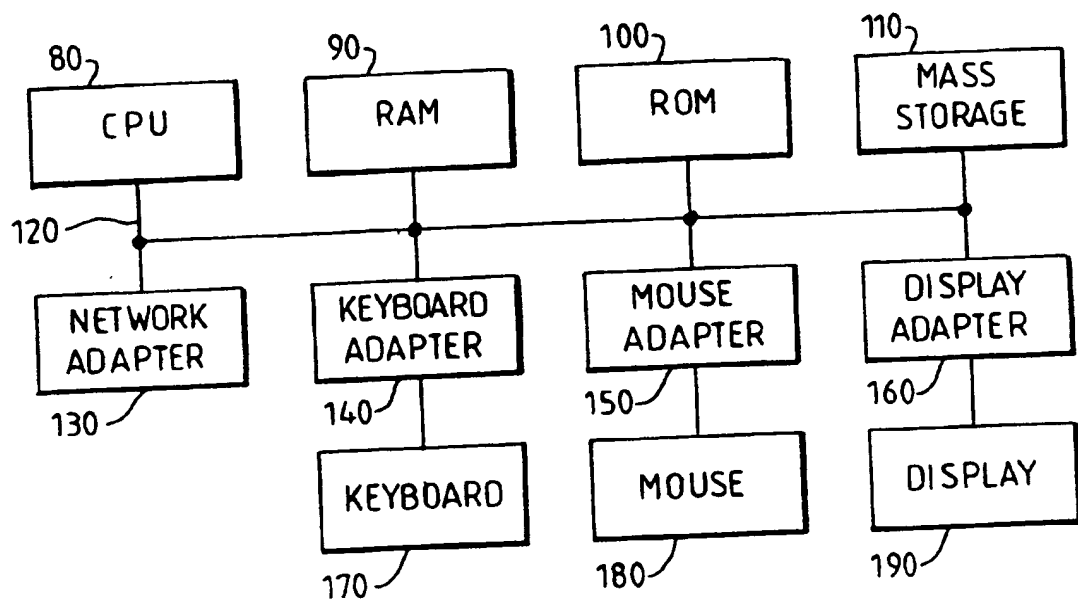 80
90
100
110
CPU
RAM
ROM
MASS
STORAGE
120
NETWORK
ADAPTER
KEYBOARD
ADAPTER
MOUSE
ADAPTER
DISPLAY
ADAPTER
130
140
150
160
KEYBOARD
MOUSE
DISPLAY
170
180
190